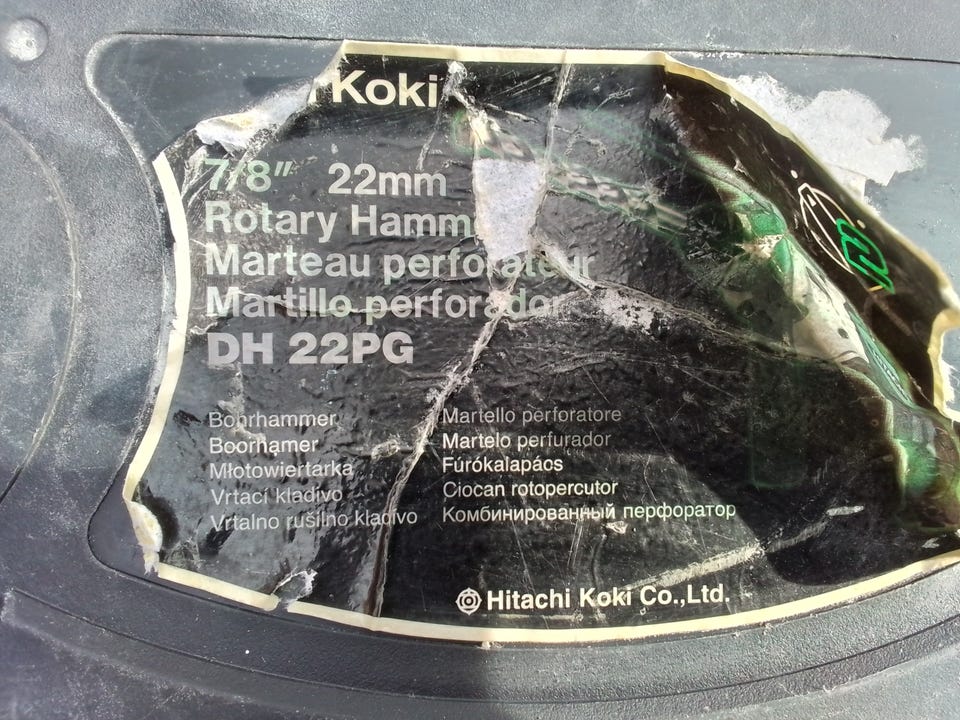 Koki
7/8" 22mm
Rotary Hamm
Marteau perforateur
Martillo perforador
DH 22PG
Bohrhammer
Boorhamer
Młotowiertarka
Vrtací kladivo
Vrtalno rušilno kladivo
Martello perforatore
Martelo perfurador
Fúrókalapács
Ciocan rotopercutor
Комбинированный перфоратор
Hitachi Koki Co.,Ltd.